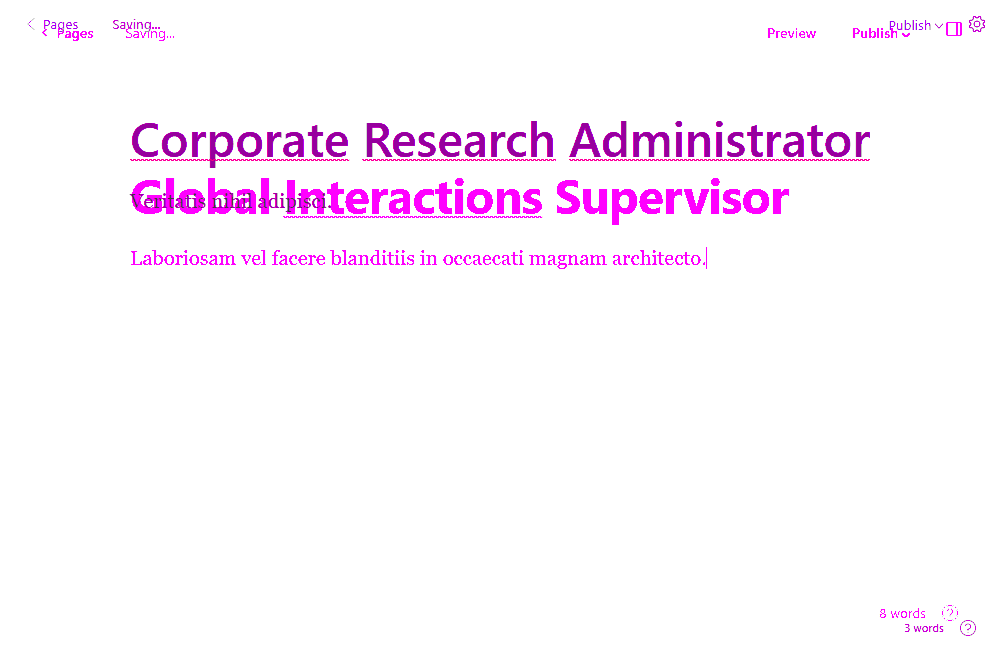 Pages Saving... Publish
Pages Saving... Preview Publish
Corporate Research Administrator
Global Interactions Supervisor
Veritatis nihil adipisci.
Laboriosam vel facere blanditiis in occaecati magnam architecto.
8 words ?
3 words ?